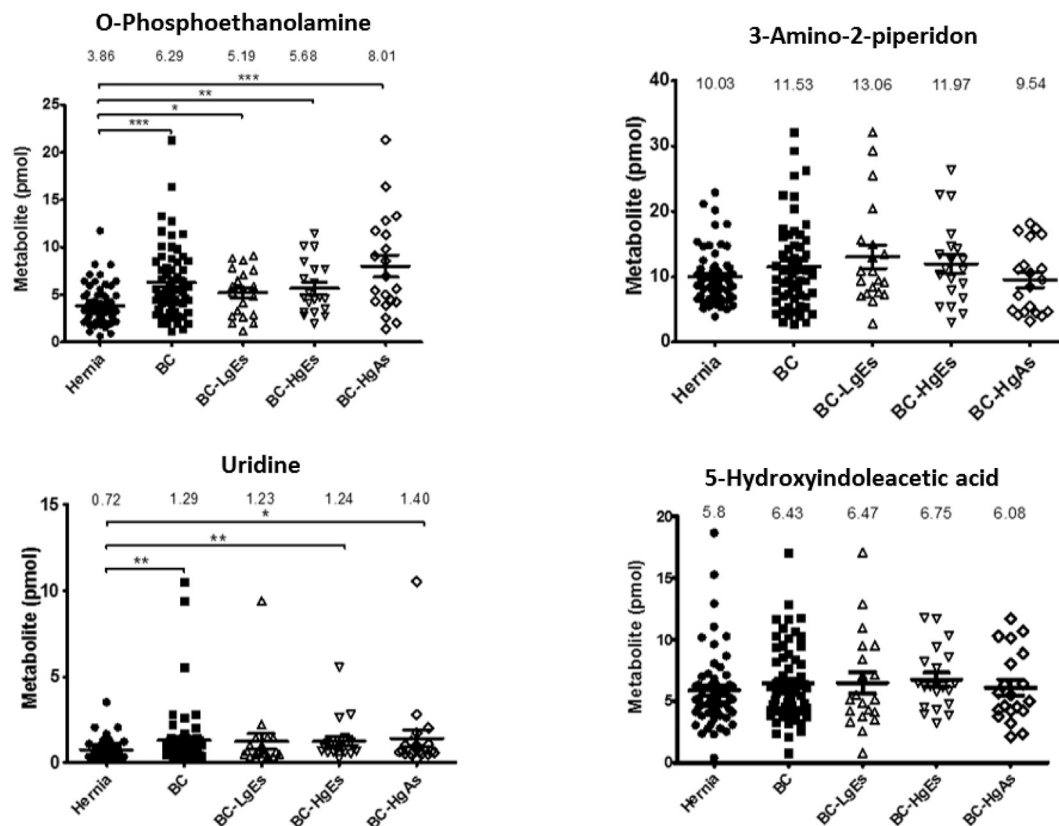 O-Phosphoethanolamine
3.86 6.29 5.19 5.68 8.01
***
**
*
***
25
20
15
10
5
0
Metabolite (pmol)
Hernia
BC
BC-LgEs
BC-HgEs
BC-HgAs
3-Amino-2-piperidon
10.03 11.53 13.06 11.97 9.54
40
30
20
10
0
Metabolite (pmol)
Hernia
BC
BC-LgEs
BC-HgEs
BC-HgAs
Uridine
0.72 1.29 1.23 1.24 1.40
*
**
**
15
10
5
0
Metabolite (pmol)
Hernia
BC
BC-LgEs
BC-HgEs
BC-HgAs
5-Hydroxyindoleacetic acid
5.8 6.43 6.47 6.75 6.08
20
15
10
5
0
Metabolite (pmol)
Hernia
BC
BC-LgEs
BC-HgEs
BC-HgAs